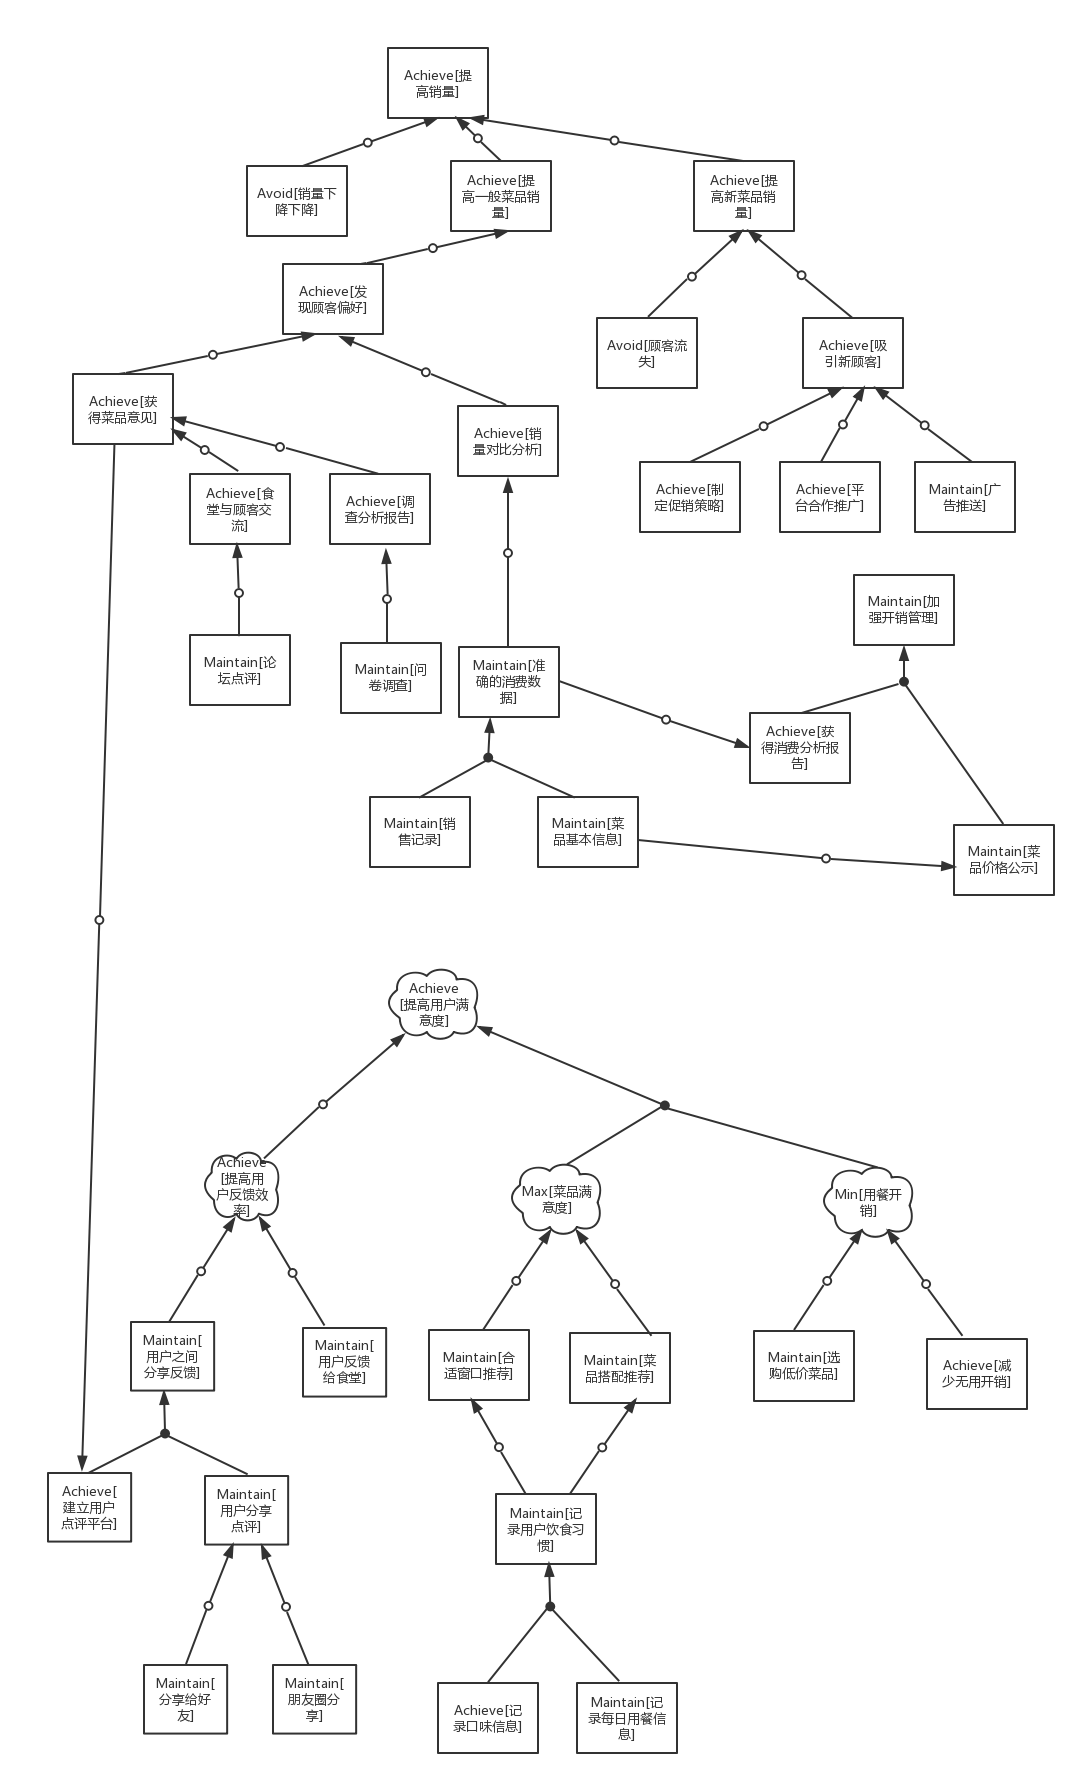 Achieve[提
高销量]
Avoid[销量下
降下降]
Achieve[提
高一般菜品销
量]
Achieve[提
高新菜品销
量]
Achieve[发
现顾客偏好]
Avoid[顾客流
失]
Achieve[吸
引新顾客]
Achieve[获
得菜品意见]
Achieve[销
量对比分析]
Achieve[食
堂与顾客交
流]
Achieve[调
查分析报告]
Achieve[制
定促销策略]
Achieve[平
台合作推广]
Maintain[广
告推送]
Maintain[加
强开销管理]
Maintain[论
坛点评]
Maintain[问
卷调查]
Maintain[准
确的消费数
据]
Achieve[获
得消费分析报
告]
Maintain[销
售记录]
Maintain[菜
品基本信息]
Maintain[菜
品价格公示]
Achieve
[提高用户满
意度]
Achieve
[提高用
户反馈效
率]
Max[菜品满
意度]
Min[用餐开
销]
Maintain[
用户之间
分享反馈]
Maintain[
用户反馈
给食堂]
Maintain[合
适窗口推荐]
Maintain[菜
品搭配推荐]
Maintain[选
购低价菜品]
Achieve[减
少无用开销]
Achieve[
建立用户
点评平台]
Maintain[
用户分享
点评]
Maintain[记
录用户饮食习
惯]
Maintain[
分享给好
友]
Maintain[
朋友圈分
享]
Achieve[记
录口味信息]
Maintain[记
录每日用餐信
息]